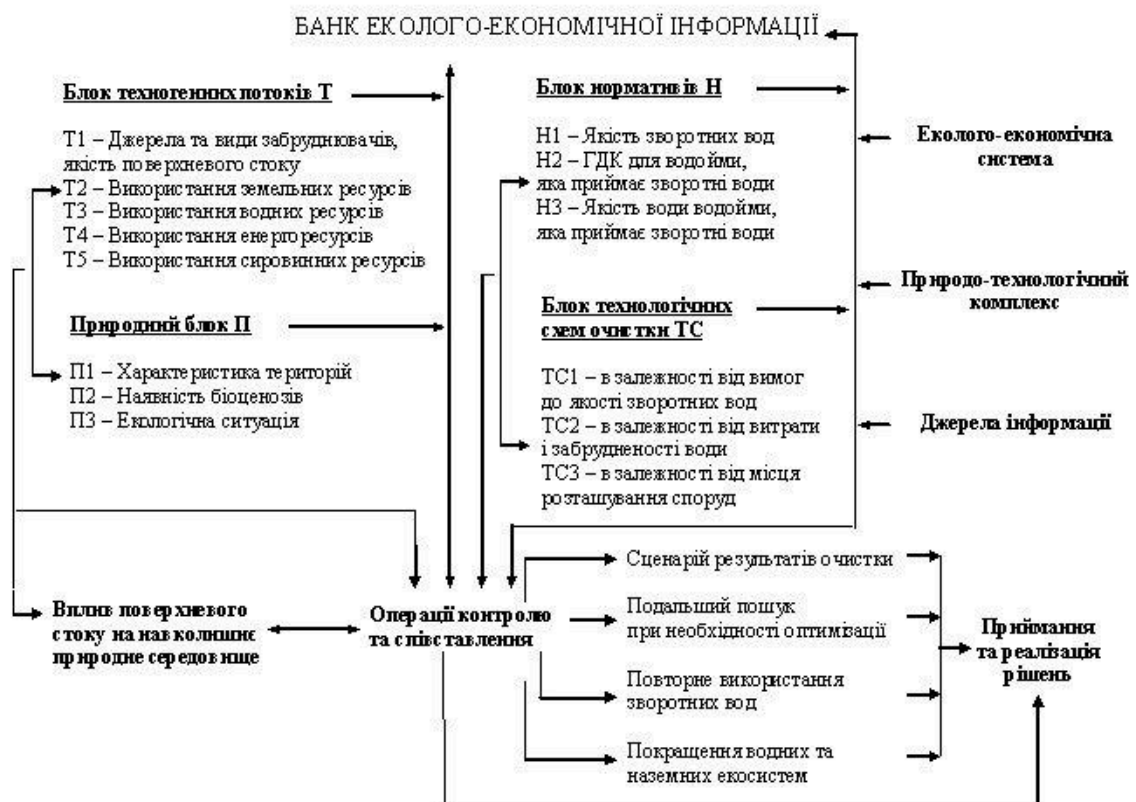 БАНК ЕКОЛОГО-ЕКОНОМІЧНОЇ ІНФОРМАЦІЇ
Блок техногенних потоків Т
Т1 – Джерела та види забруднювачів,
якість поверхневого стоку
Т2 – Використання земельних ресурсів
Т3 – Використання водних ресурсів
Т4 – Використання енергоресурсів
Т5 – Використання сировинних ресурсів
Природний блок П
П1 – Характеристика територій
П2 – Наявність біоценозів
П3 – Екологічна ситуація
Блок нормативів Н
Н1 – Якість зворотних вод
Н2 – ГДК для водойми,
яка приймає зворотні води
Н3 – Якість води водойми,
яка приймає зворотні води
Блок технологічних
схем очистки ТС
ТС1 – в залежності від вимог
до якості зворотних вод
ТС2 – в залежності від витрати
і забрудненості води
ТС3 – в залежності від місця
розташування споруд
Еколого-економічна
система
Природо-технологічний
комплекс
Джерела інформації
Вплив поверхневого
стоку на навколишнє
природне середовище
Операції контролю
та співставлення
Сценарій результатів очистки
Подальший пошук
при необхідності оптимізації
Повторне використання
зворотних вод
Покращення водних та
наземних екосистем
Приймання
та реалізація
рішень